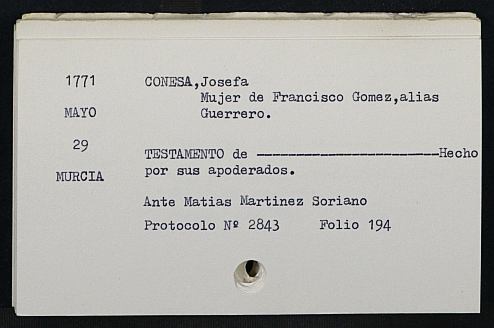 1771
MAYO
29
MURCIA
CONESA,Josefa
Mujer de Francisco Gomez,alias
Guerrero.
TESTAMENTO de ------------------------Hecho
por sus apoderados.
Ante Matias Martinez Soriano
Protocolo Nº 2843 Folio 194